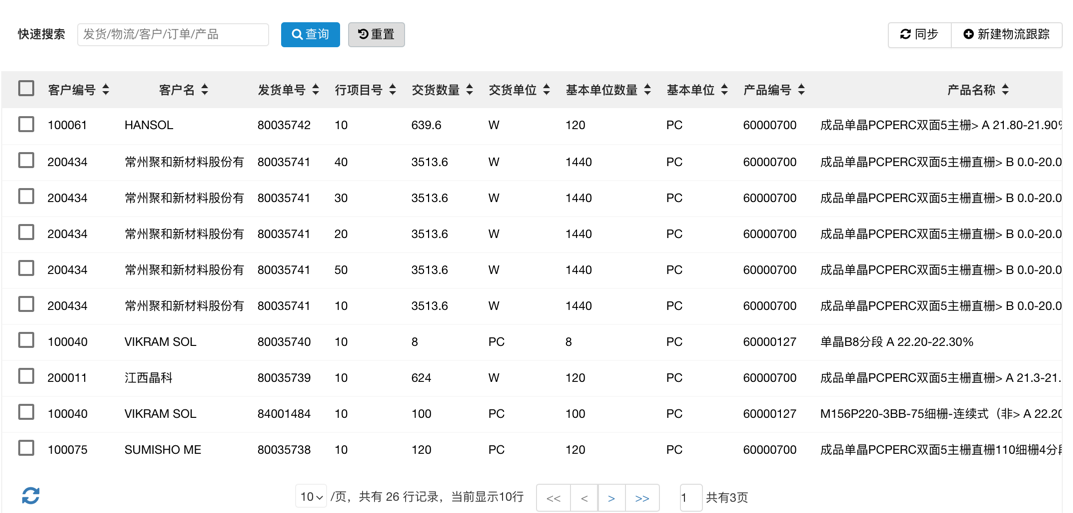 快速搜索 发货/物流/客户/订单/产品 查询 重置 同步 新建物流跟踪
客户编号 客户名 发货单号 行项目号 交货数量 交货单位 基本单位数量 基本单位 产品编号 产品名称
100061 HANSOL 80035742 10 639.6 W 120 PC 60000700 成品单晶PCPERC双面5主栅> A 21.80-21.90%
200434 常州聚和新材料股份有 80035741 40 3513.6 W 1440 PC 60000700 成品单晶PCPERC双面5主栅直栅> B 0.0-20.0
200434 常州聚和新材料股份有 80035741 30 3513.6 W 1440 PC 60000700 成品单晶PCPERC双面5主栅直栅> B 0.0-20.0
200434 常州聚和新材料股份有 80035741 20 3513.6 W 1440 PC 60000700 成品单晶PCPERC双面5主栅直栅> B 0.0-20.0
200434 常州聚和新材料股份有 80035741 50 3513.6 W 1440 PC 60000700 成品单晶PCPERC双面5主栅直栅> B 0.0-20.0
200434 常州聚和新材料股份有 80035741 10 3513.6 W 1440 PC 60000700 成品单晶PCPERC双面5主栅直栅> B 0.0-20.0
100040 VIKRAM SOL 80035740 10 8 PC 8 PC 60000127 单晶B8分段 A 22.20-22.30%
200011 江西晶科 80035739 10 624 W 120 PC 60000700 成品单晶PCPERC双面5主栅直栅> A 21.3-21.
100040 VIKRAM SOL 84001484 10 100 PC 100 PC 60000127 M156P220-3BB-75细栅-连续式（非> A 22.20
100075 SUMISHO ME 80035738 10 120 PC 120 PC 60000700 成品单晶PCPERC双面5主栅直栅110细栅4分段
10 /页，共有 26 行记录，当前显示10行 << < > >> 1 共有3页